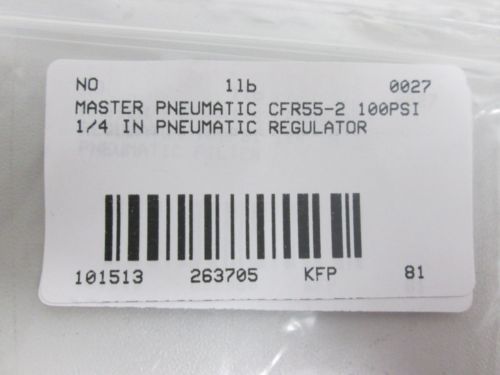 NO 1lb 0027
MASTER PNEUMATIC CFR55-2 100PSI
1/4 IN PNEUMATIC REGULATOR
101513 263705 KFP 81